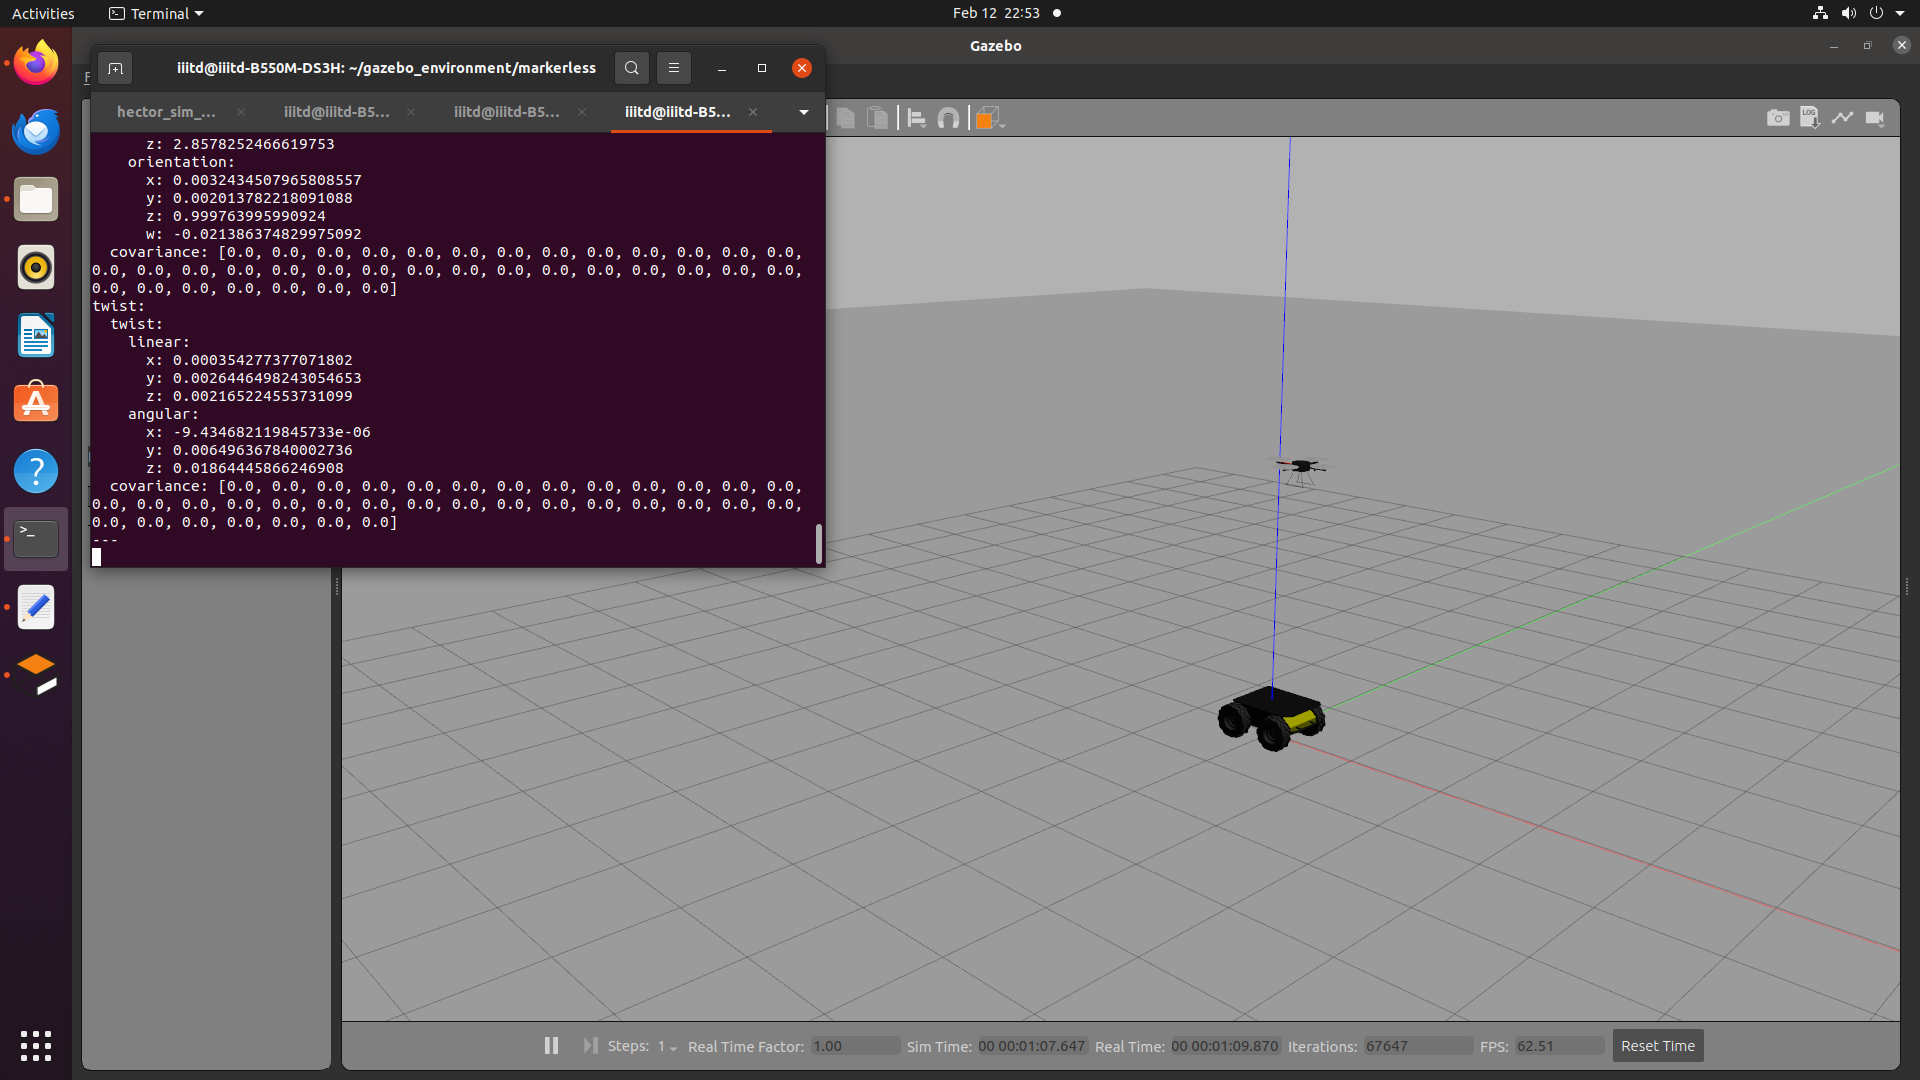 Activities
Terminal
Feb 12 22:53
Gazebo
iiitd@iiitd-B550M-DS3H: ~/gazebo_environment/markerless
hector_sim_...
iiitd@iiitd-B5...
iiitd@iiitd-B5...
iiitd@iiitd-B5...
LOG
z: 2.8578252466619753
orientation:
x: 0.0032434507965808557
y: 0.002013782218091088
z: 0.999763995990924
w: -0.021386374829975092
covariance: [0.0, 0.0, 0.0, 0.0, 0.0, 0.0, 0.0, 0.0, 0.0, 0.0, 0.0, 0.0, 0.0,
0.0, 0.0, 0.0, 0.0, 0.0, 0.0, 0.0, 0.0, 0.0, 0.0, 0.0, 0.0, 0.0, 0.0, 0.0, 0.0,
0.0, 0.0, 0.0, 0.0, 0.0, 0.0, 0.0]
twist:
twist:
linear:
x: 0.000354277377071802
y: 0.0026446498243054653
z: 0.002165224553731099
angular:
x: -9.434682119845733e-06
y: 0.006496367840002736
z: 0.01864445866246908
covariance: [0.0, 0.0, 0.0, 0.0, 0.0, 0.0, 0.0, 0.0, 0.0, 0.0, 0.0, 0.0, 0.0,
0.0, 0.0, 0.0, 0.0, 0.0, 0.0, 0.0, 0.0, 0.0, 0.0, 0.0, 0.0, 0.0, 0.0, 0.0, 0.0,
0.0, 0.0, 0.0, 0.0, 0.0, 0.0, 0.0]
---
Steps: 1 Real Time Factor: 1.00 Sim Time: 00 00:01:07.647 Real Time: 00 00:01:09.870 Iterations: 67647 FPS: 62.51 Reset Time